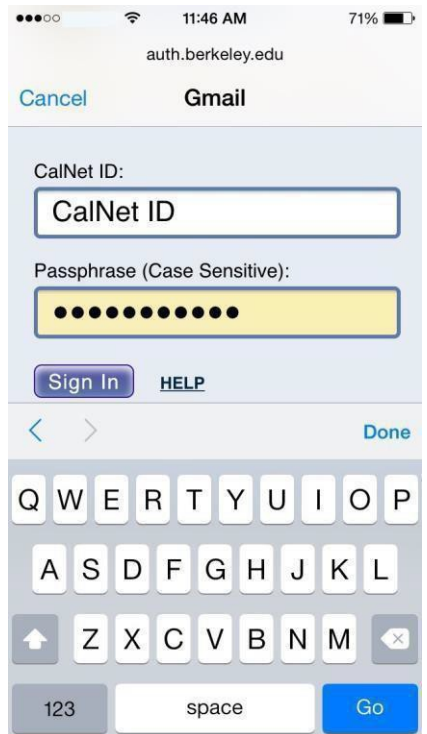 11:46 AM 71%
auth.berkeley.edu
Cancel Gmail
CalNet ID:
CalNet ID
Passphrase (Case Sensitive):
●●●●●●●●●●●
Sign In HELP
< > Done
Q W E R T Y U I O P
A S D F G H J K L
Z X C V B N M
123 space Go